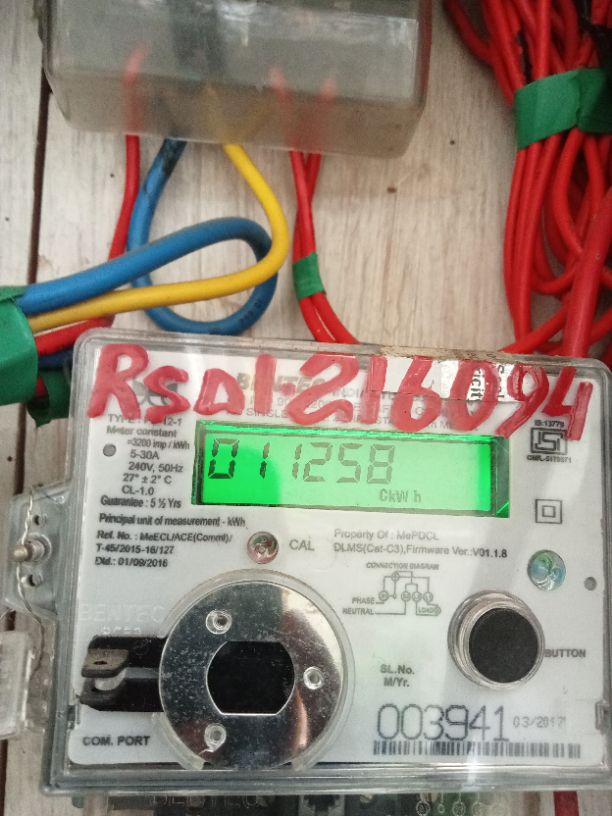 RSD1-216094
IS:13779
Meter constant
=3200 imp / kWh
5-30A
240V, 50Hz
27° ± 2° C
CL-1.0
Guarantee : 5 ½ Yrs
011258
CkWh
Principal unit of measurement - kWh
Ref. No. : MeECL/ACE(Comml)/
T-45/2015-16/127
Dtd.: 01/09/2016
CAL
Property Of : MePDCL
DLMS(Cat-C3),Firmware Ver.:V01.1.8
CONNECTION DIAGRAM
PHASE
NEUTRAL
LOAD
BUTTON
SL.No.
M/Yr.
003941 03/2017
COM. PORT